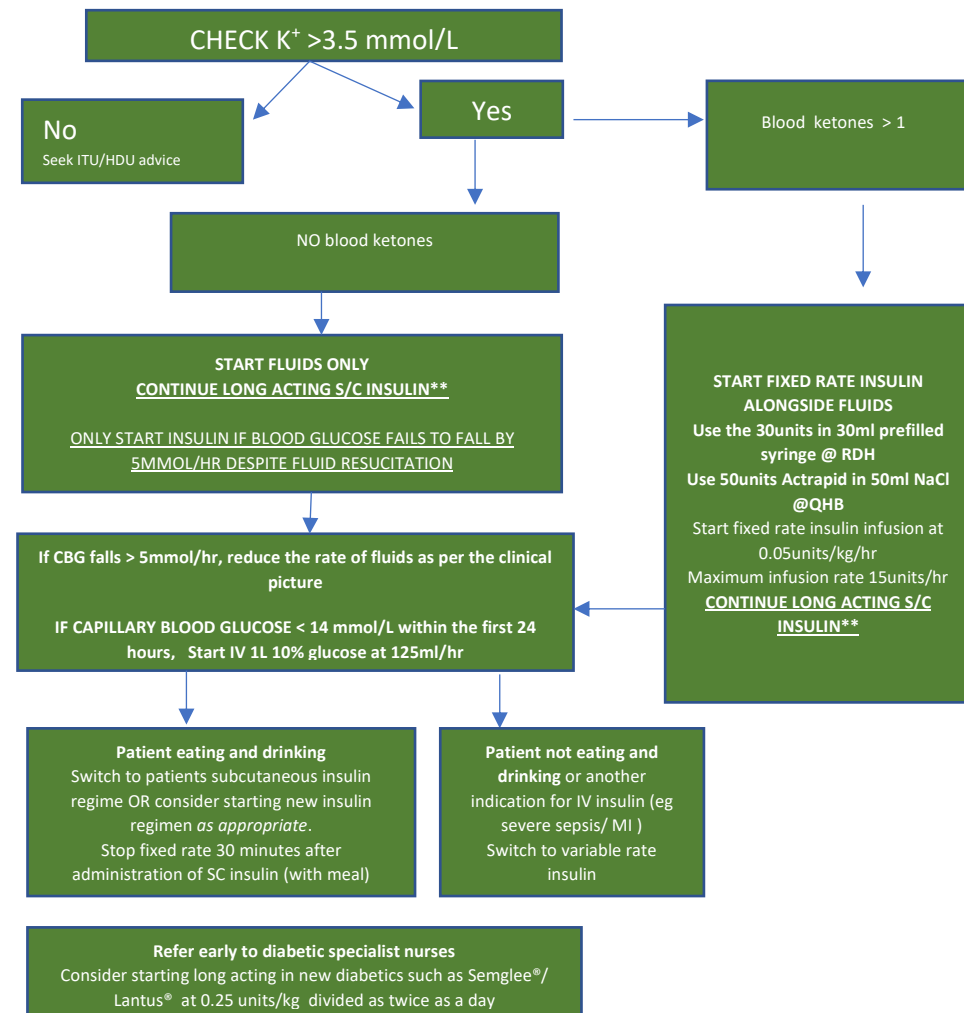 CHECK K⁺ >3.5 mmol/L
No
Seek ITU/HDU advice
Yes
Blood ketones > 1
NO blood ketones
START FLUIDS ONLY
CONTINUE LONG ACTING S/C INSULIN**
ONLY START INSULIN IF BLOOD GLUCOSE FAILS TO FALL BY
5MMOL/HR DESPITE FLUID RESUCITATION
START FIXED RATE INSULIN
ALONGSIDE FLUIDS
Use the 30units in 30ml prefilled
syringe @ RDH
Use 50units Actrapid in 50ml NaCl
@QHB
Start fixed rate insulin infusion at
0.05units/kg/hr
Maximum infusion rate 15units/hr
CONTINUE LONG ACTING S/C
INSULIN**
If CBG falls > 5mmol/hr, reduce the rate of fluids as per the clinical
picture
IF CAPILLARY BLOOD GLUCOSE < 14 mmol/L within the first 24
hours, Start IV 1L 10% glucose at 125ml/hr
Patient eating and drinking
Switch to patients subcutaneous insulin
regime OR consider starting new insulin
regimen as appropriate.
Stop fixed rate 30 minutes after
administration of SC insulin (with meal)
Patient not eating and
drinking or another
indication for IV insulin (eg
severe sepsis/ MI )
Switch to variable rate
insulin
Refer early to diabetic specialist nurses
Consider starting long acting in new diabetics such as Semglee®/
Lantus® at 0.25 units/kg divided as twice as a day